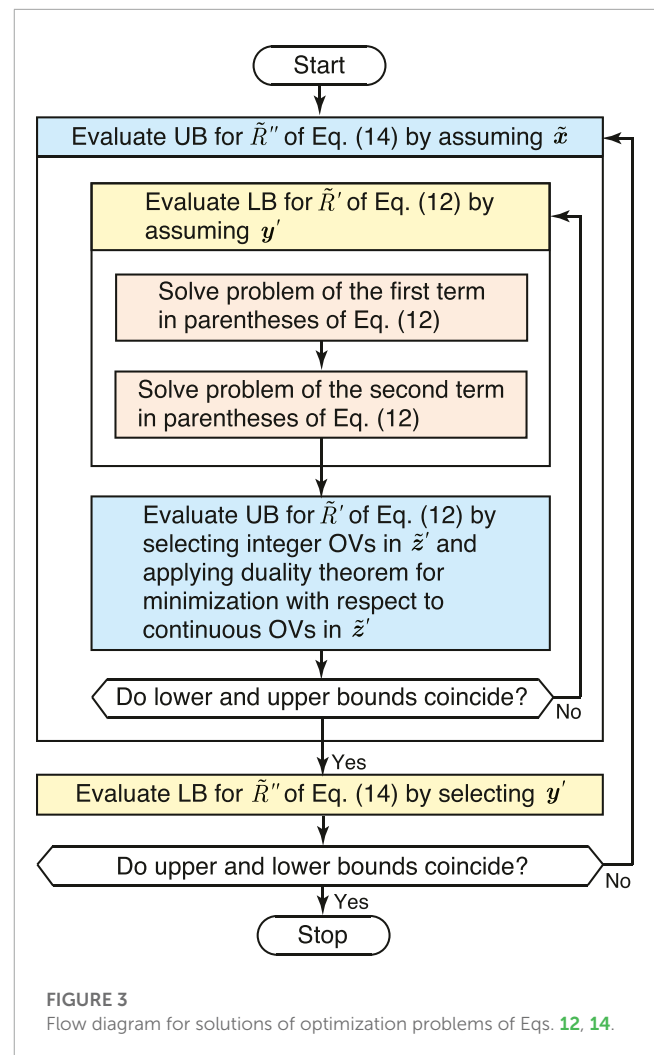 Start
Evaluate UB for R̃″ of Eq. (14) by assuming x̃
Evaluate LB for R̃′ of Eq. (12) by
assuming y′
Solve problem of the first term
in parentheses of Eq. (12)
Solve problem of the second term
in parentheses of Eq. (12)
Evaluate UB for R̃′ of Eq. (12) by
selecting integer OVs in z̃′ and
applying duality theorem for
minimization with respect to
continuous OVs in z̃′
Do lower and upper bounds coincide?
No
Yes
Evaluate LB for R̃″ of Eq. (14) by selecting y′
Do upper and lower bounds coincide?
No
Yes
Stop
FIGURE 3
Flow diagram for solutions of optimization problems of Eqs. 12, 14.